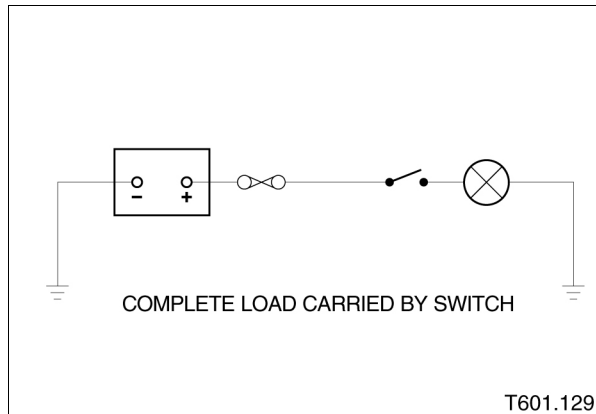 − +
COMPLETE LOAD CARRIED BY SWITCH
T601.129